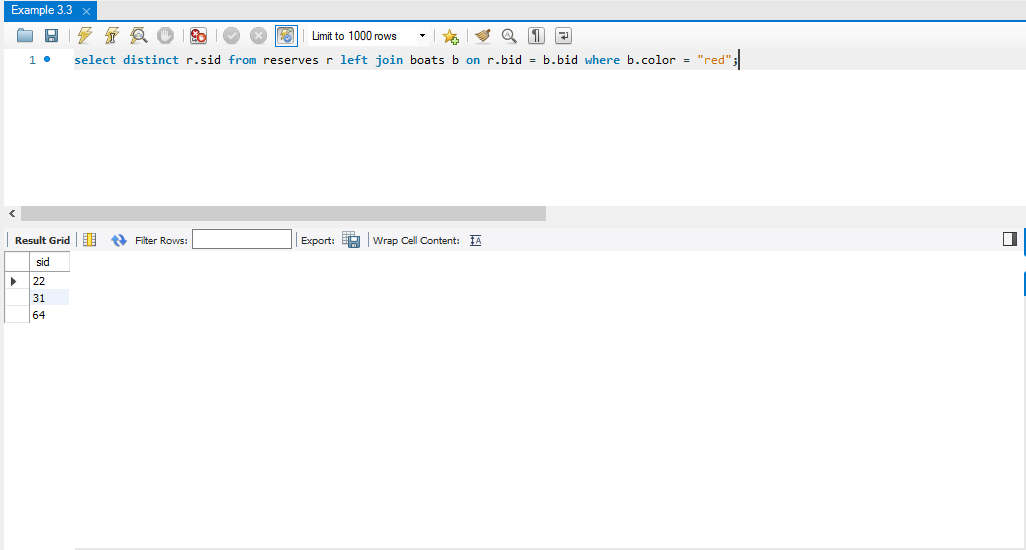 Example 3.3
Limit to 1000 rows
1 select distinct r.sid from reserves r left join boats b on r.bid = b.bid where b.color = "red";
Result Grid Filter Rows: Export: Wrap Cell Content:
sid
22
31
64